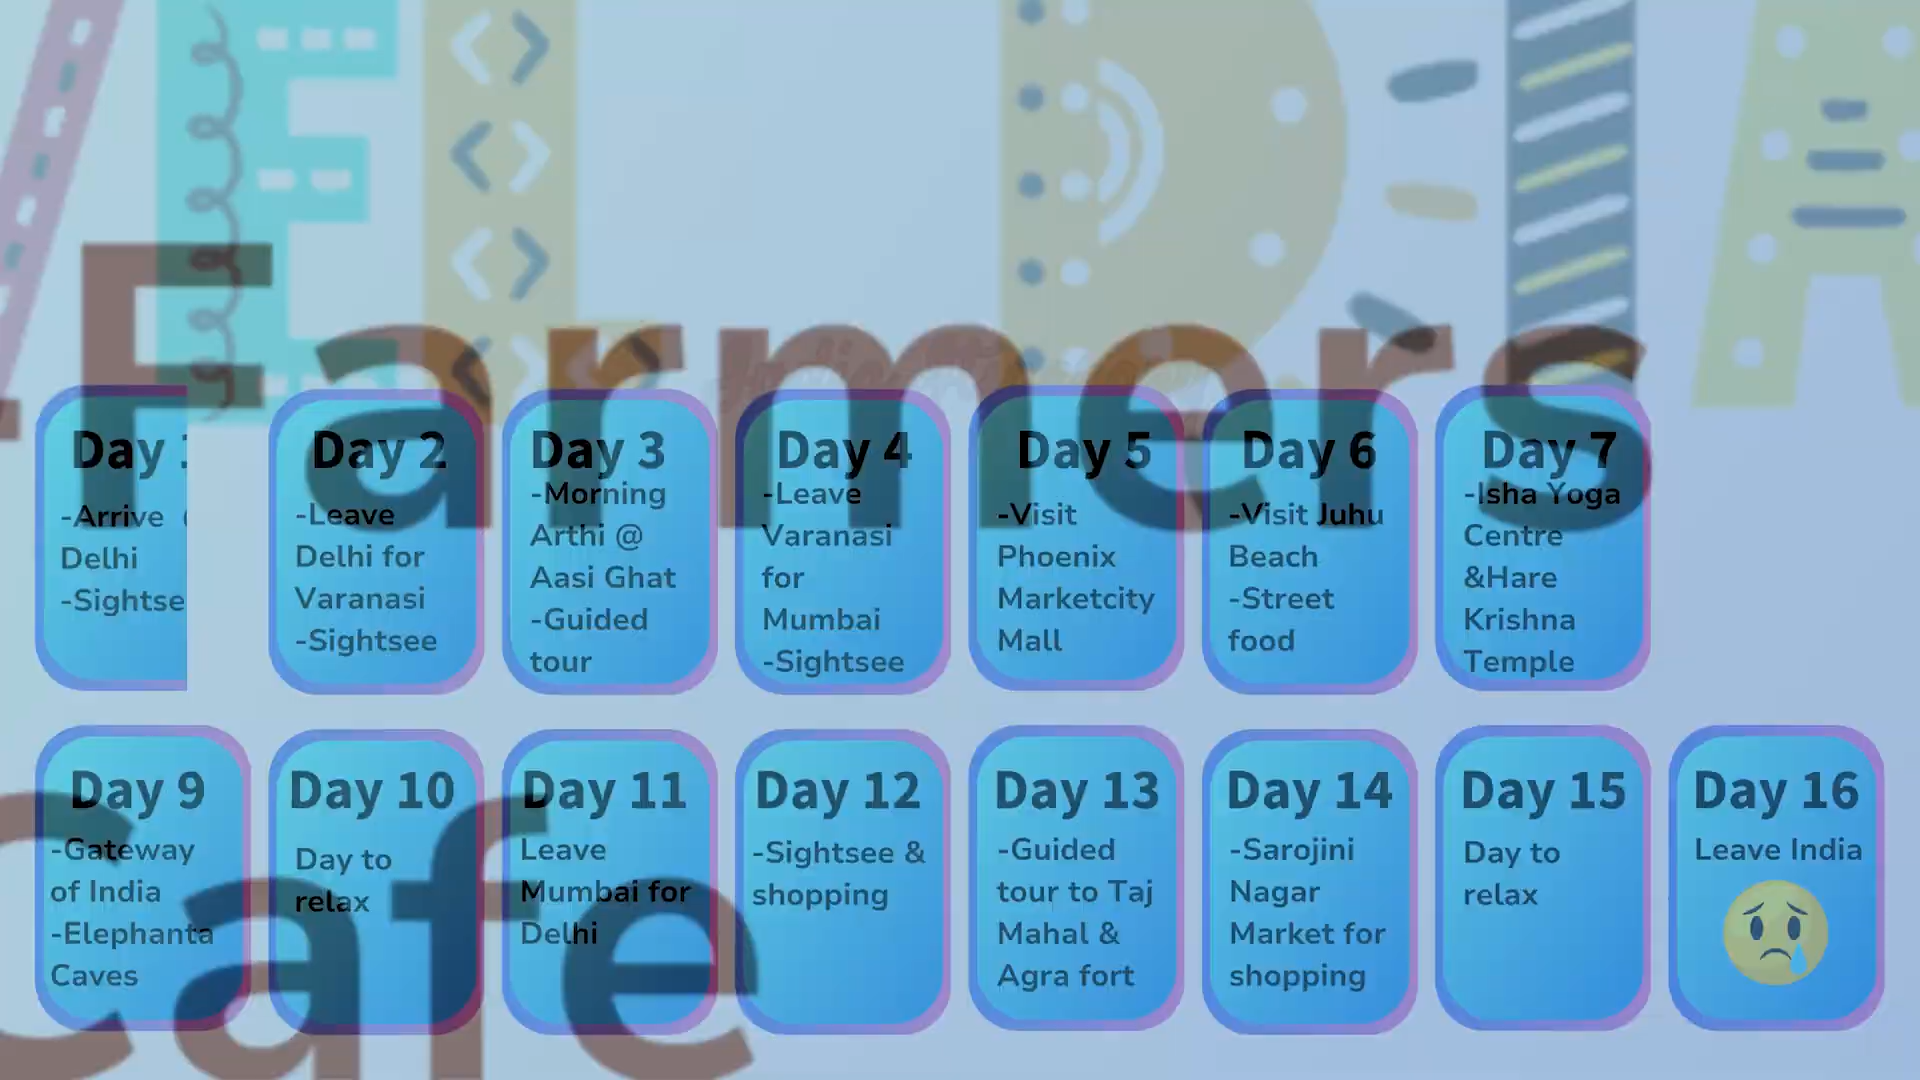 Farmers
Day
Day 2
Day 3
Day 4
Day 5
Day 6
Day 7
-Arrive
Delhi
-Sightse
-Leave
Delhi for
Varanasi
-Sightsee
-Morning
Arthi @
Aasi Ghat
-Guided
tour
-Leave
Varanasi
for
Mumbai
-Sightsee
-Visit
Phoenix
Marketcity
Mall
-Visit Juhu
Beach
-Street
food
-Isha Yoga
Centre
&Hare
Krishna
Temple
Cafe
Day 9
Day 10
Day 11
Day 12
Day 13
Day 14
Day 15
Day 16
-Gateway
of India
-Elephanta
Caves
Day to
relax
Leave
Mumbai for
Delhi
-Sightsee &
shopping
-Guided
tour to Taj
Mahal &
Agra fort
-Sarojini
Nagar
Market for
shopping
Day to
relax
Leave India